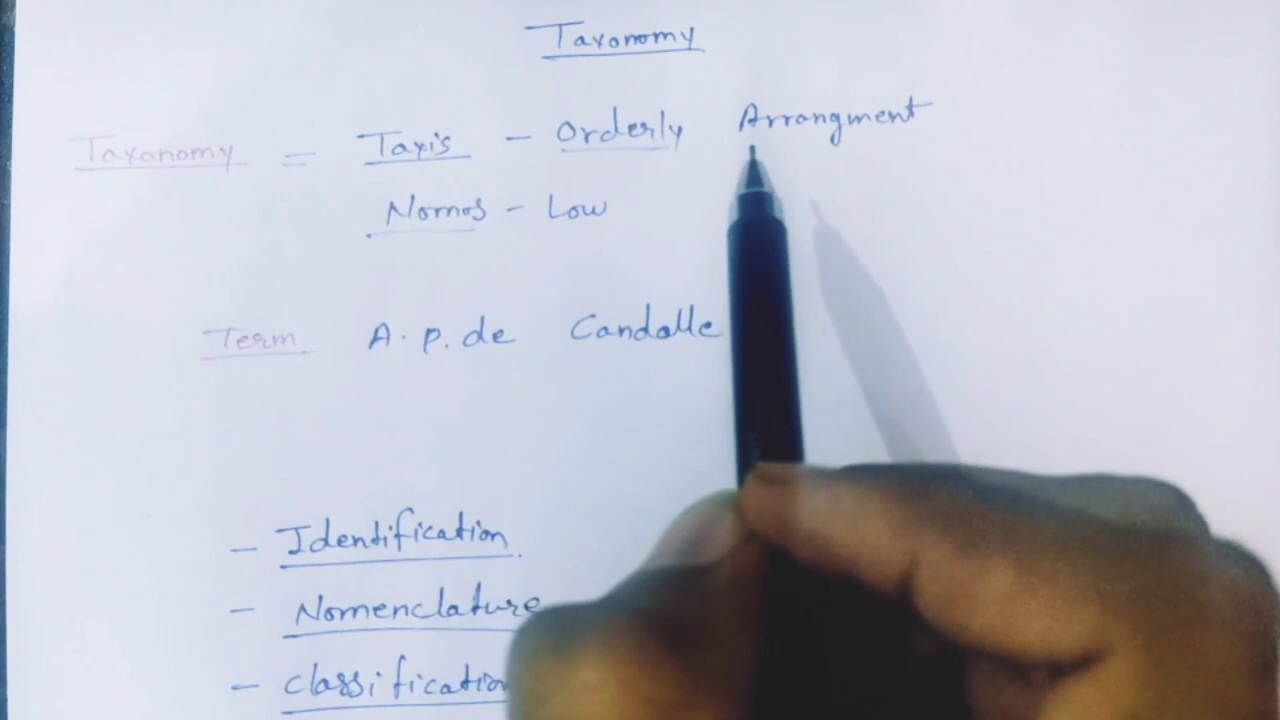 Taxonomy
Taxonomy = Taxis - Orderly Arrangment
Nomos - Low
Term A. p. de Candolle
- Identification
- Nomenclature
- classification